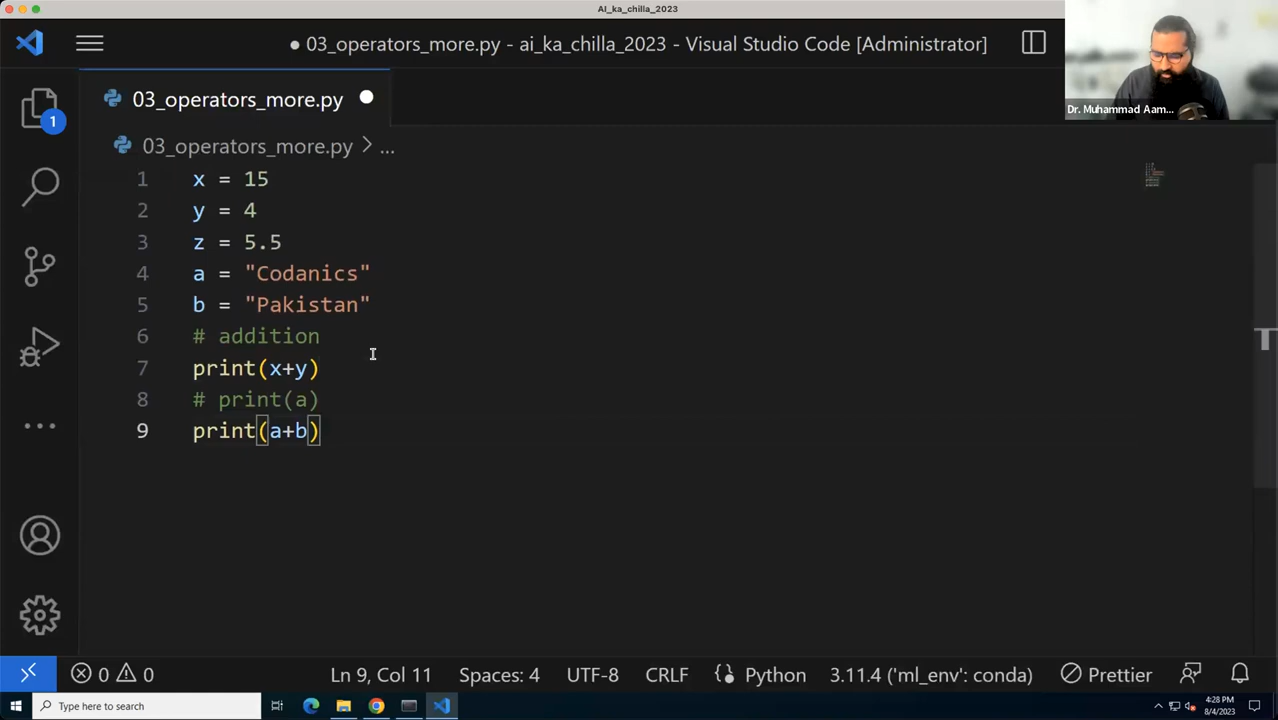 AI_ka_chilla_2023
● 03_operators_more.py - ai_ka_chilla_2023 - Visual Studio Code [Administrator]
Dr. Muhammad Aam...
03_operators_more.py
1
03_operators_more.py > ...
1 x = 15
2 y = 4
3 z = 5.5
4 a = "Codanics"
5 b = "Pakistan"
6 # addition
7 print(x+y)
8 # print(a)
9 print(a+b)
0 0 Ln 9, Col 11 Spaces: 4 UTF-8 CRLF Python 3.11.4 ('ml_env': conda) Prettier
Type here to search
4:28 PM
8/4/2023